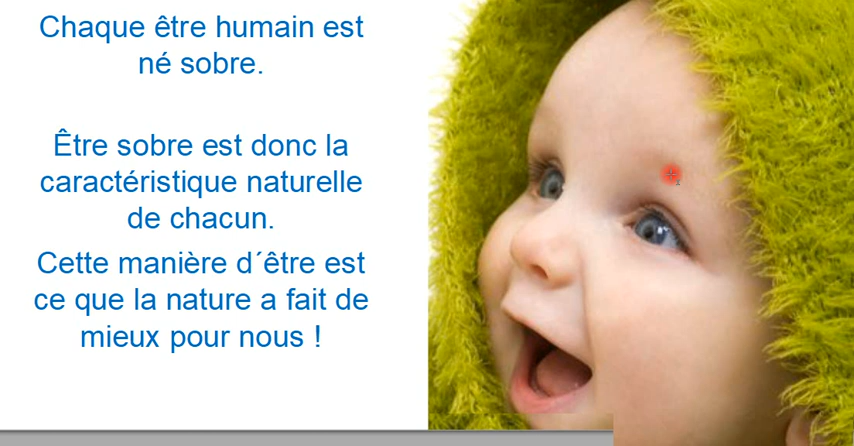 Chaque être humain est
né sobre.
Être sobre est donc la
caractéristique naturelle
de chacun.
Cette manière d´être est
ce que la nature a fait de
mieux pour nous !